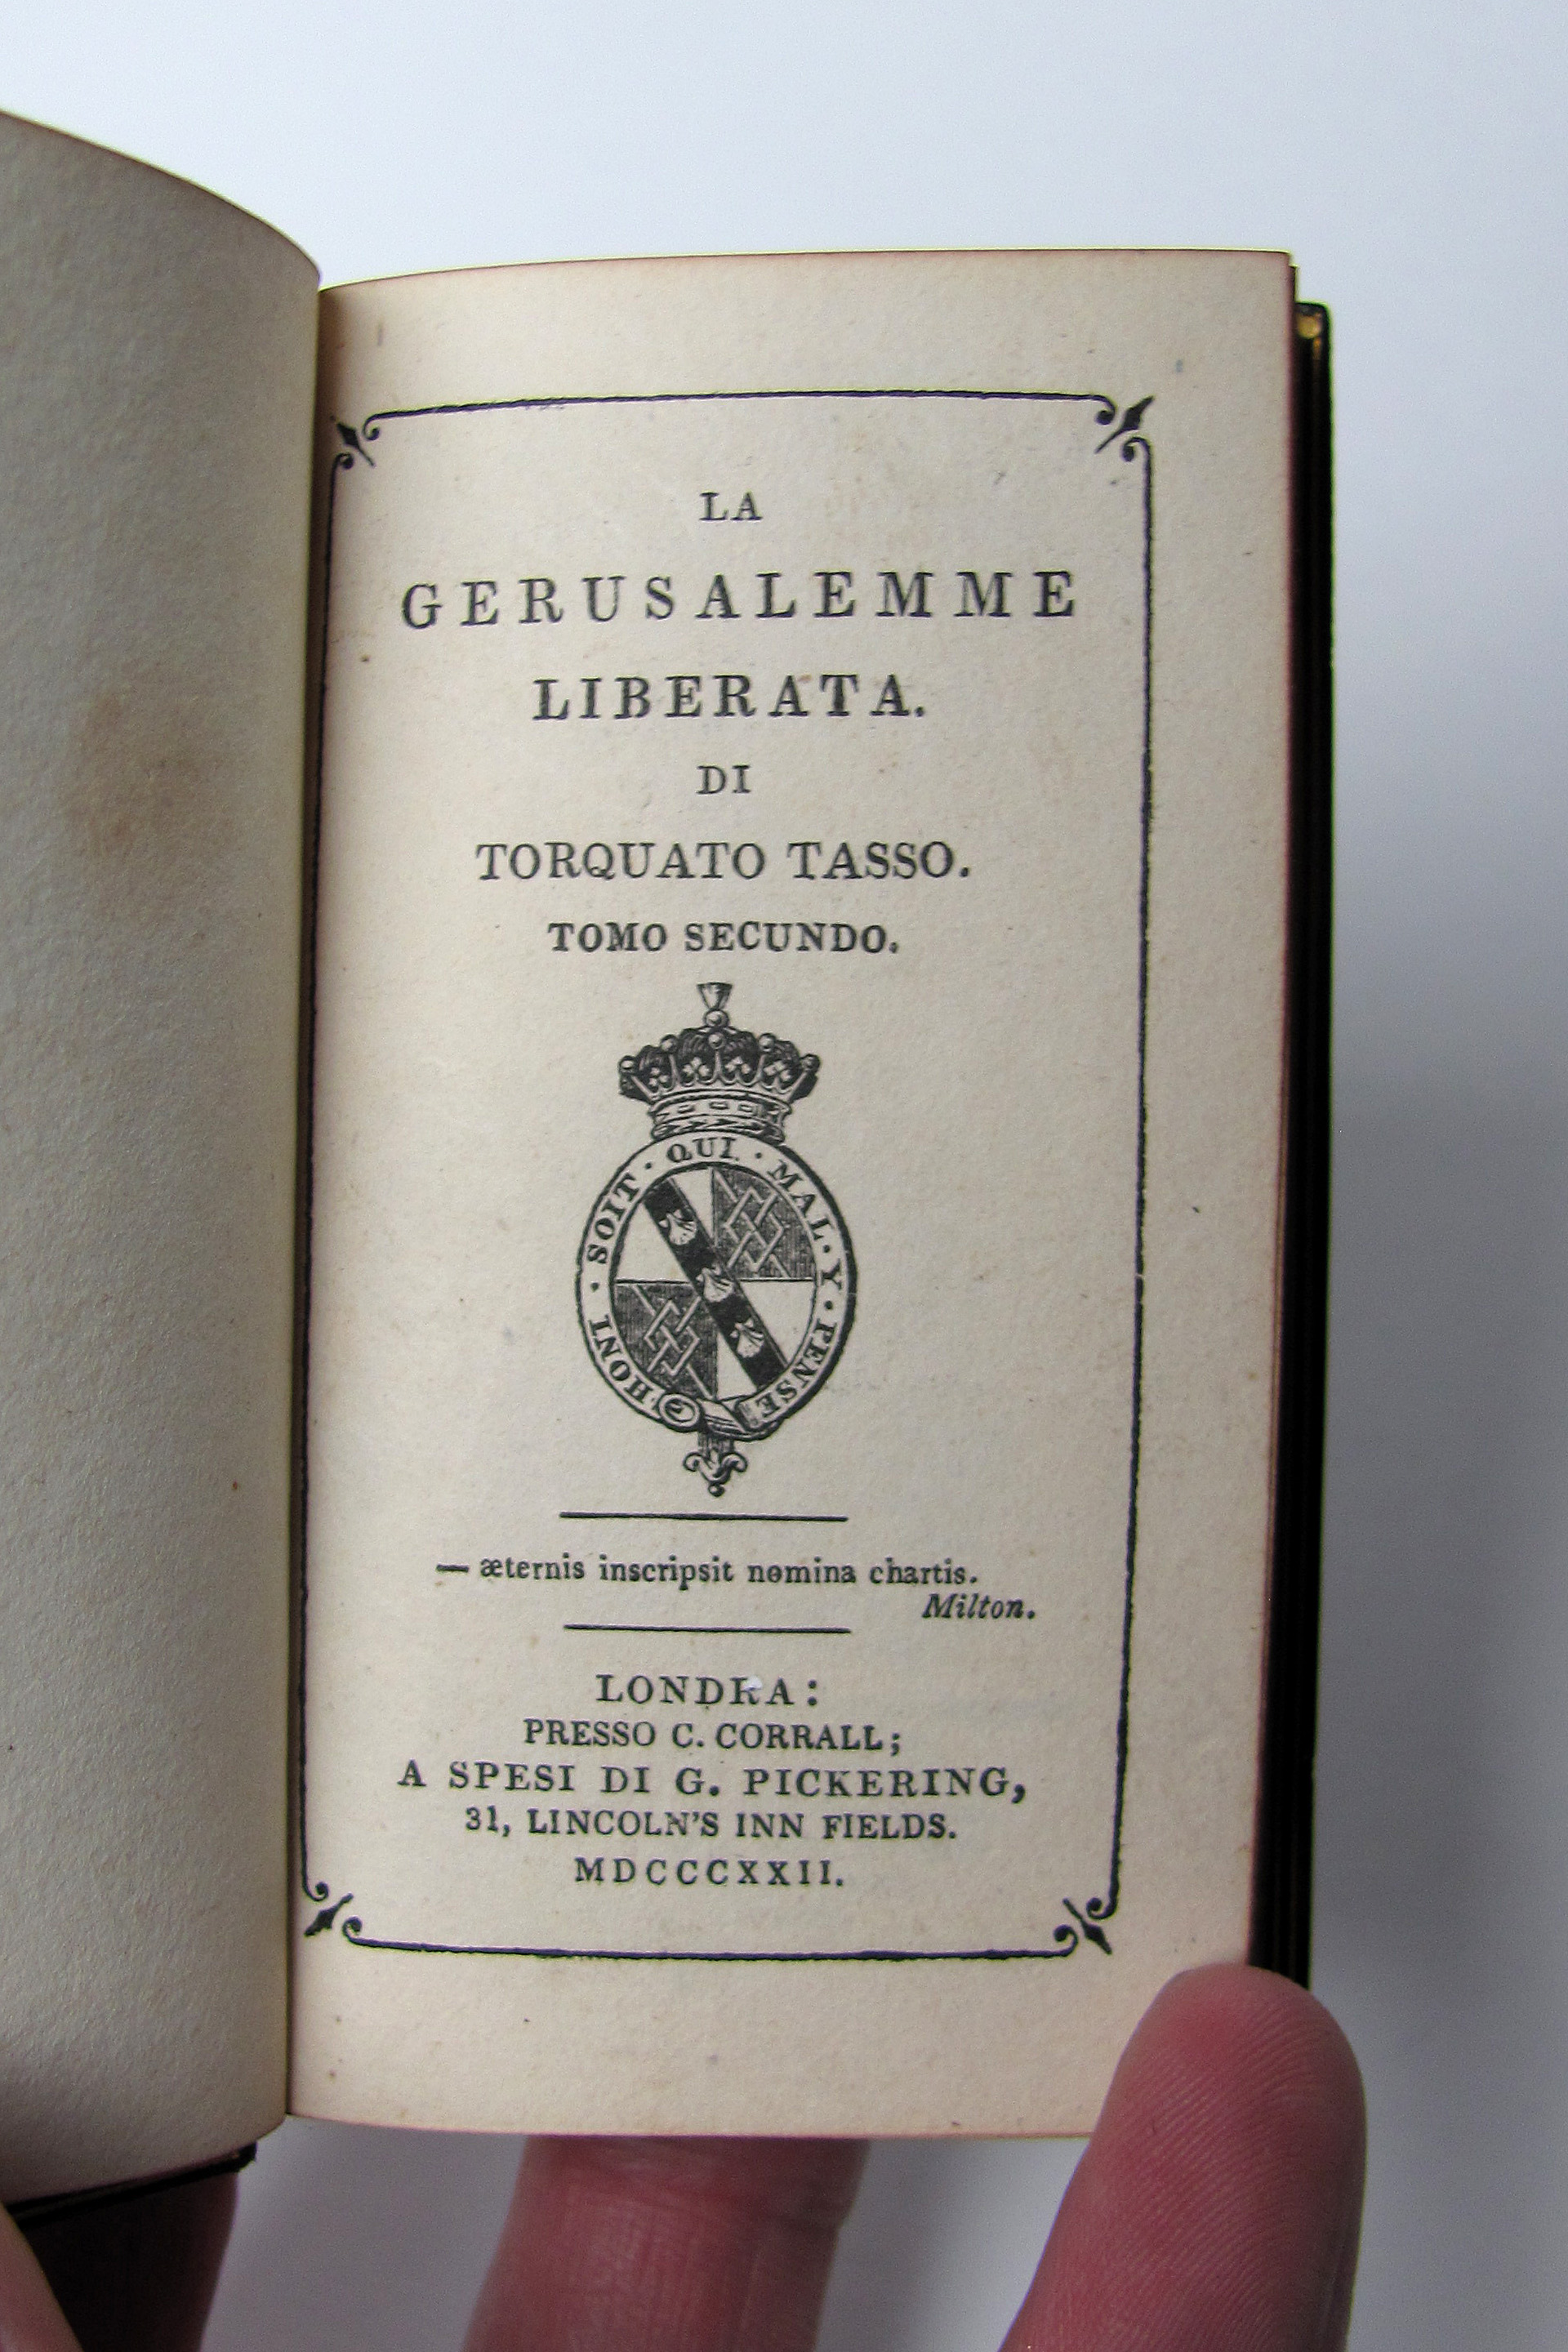 LA
GERUSALEMME
LIBERATA.
DI
TORQUATO TASSO.
TOMO SECUNDO.
HONI · SOIT · QUI · MAL · Y · PENSE
— æternis inscripsit nomina chartis.
Milton.
LONDRA:
PRESSO C. CORRALL;
A SPESI DI G. PICKERING,
31, LINCOLN'S INN FIELDS.
MDCCCXXII.